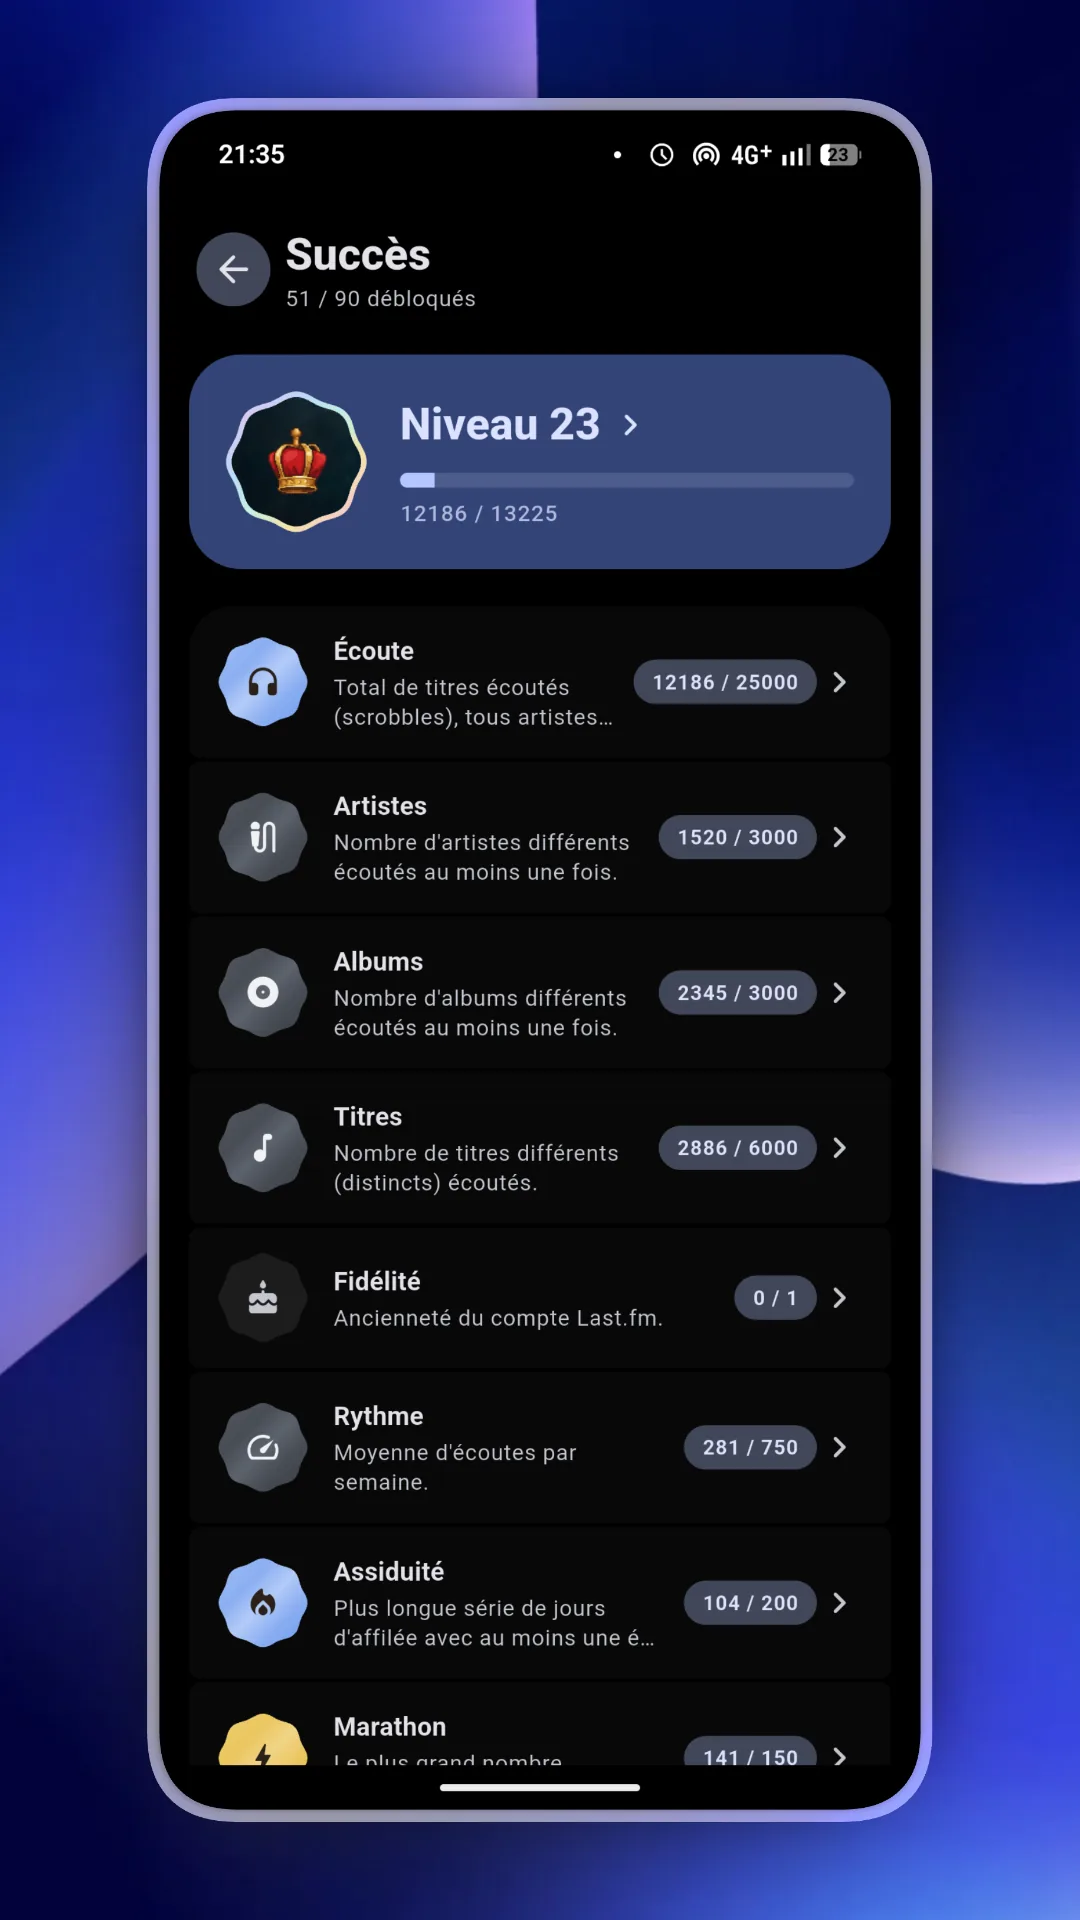 21:35
4G+
23
Succès
51 / 90 débloqués
Niveau 23
12186 / 13225
Écoute
Total de titres écoutés
(scrobbles), tous artistes…
12186 / 25000
Artistes
Nombre d'artistes différents
écoutés au moins une fois.
1520 / 3000
Albums
Nombre d'albums différents
écoutés au moins une fois.
2345 / 3000
Titres
Nombre de titres différents
(distincts) écoutés.
2886 / 6000
Fidélité
Ancienneté du compte Last.fm.
0 / 1
Rythme
Moyenne d'écoutes par
semaine.
281 / 750
Assiduité
Plus longue série de jours
d'affilée avec au moins une é…
104 / 200
Marathon
Le plus grand nombre
141 / 150